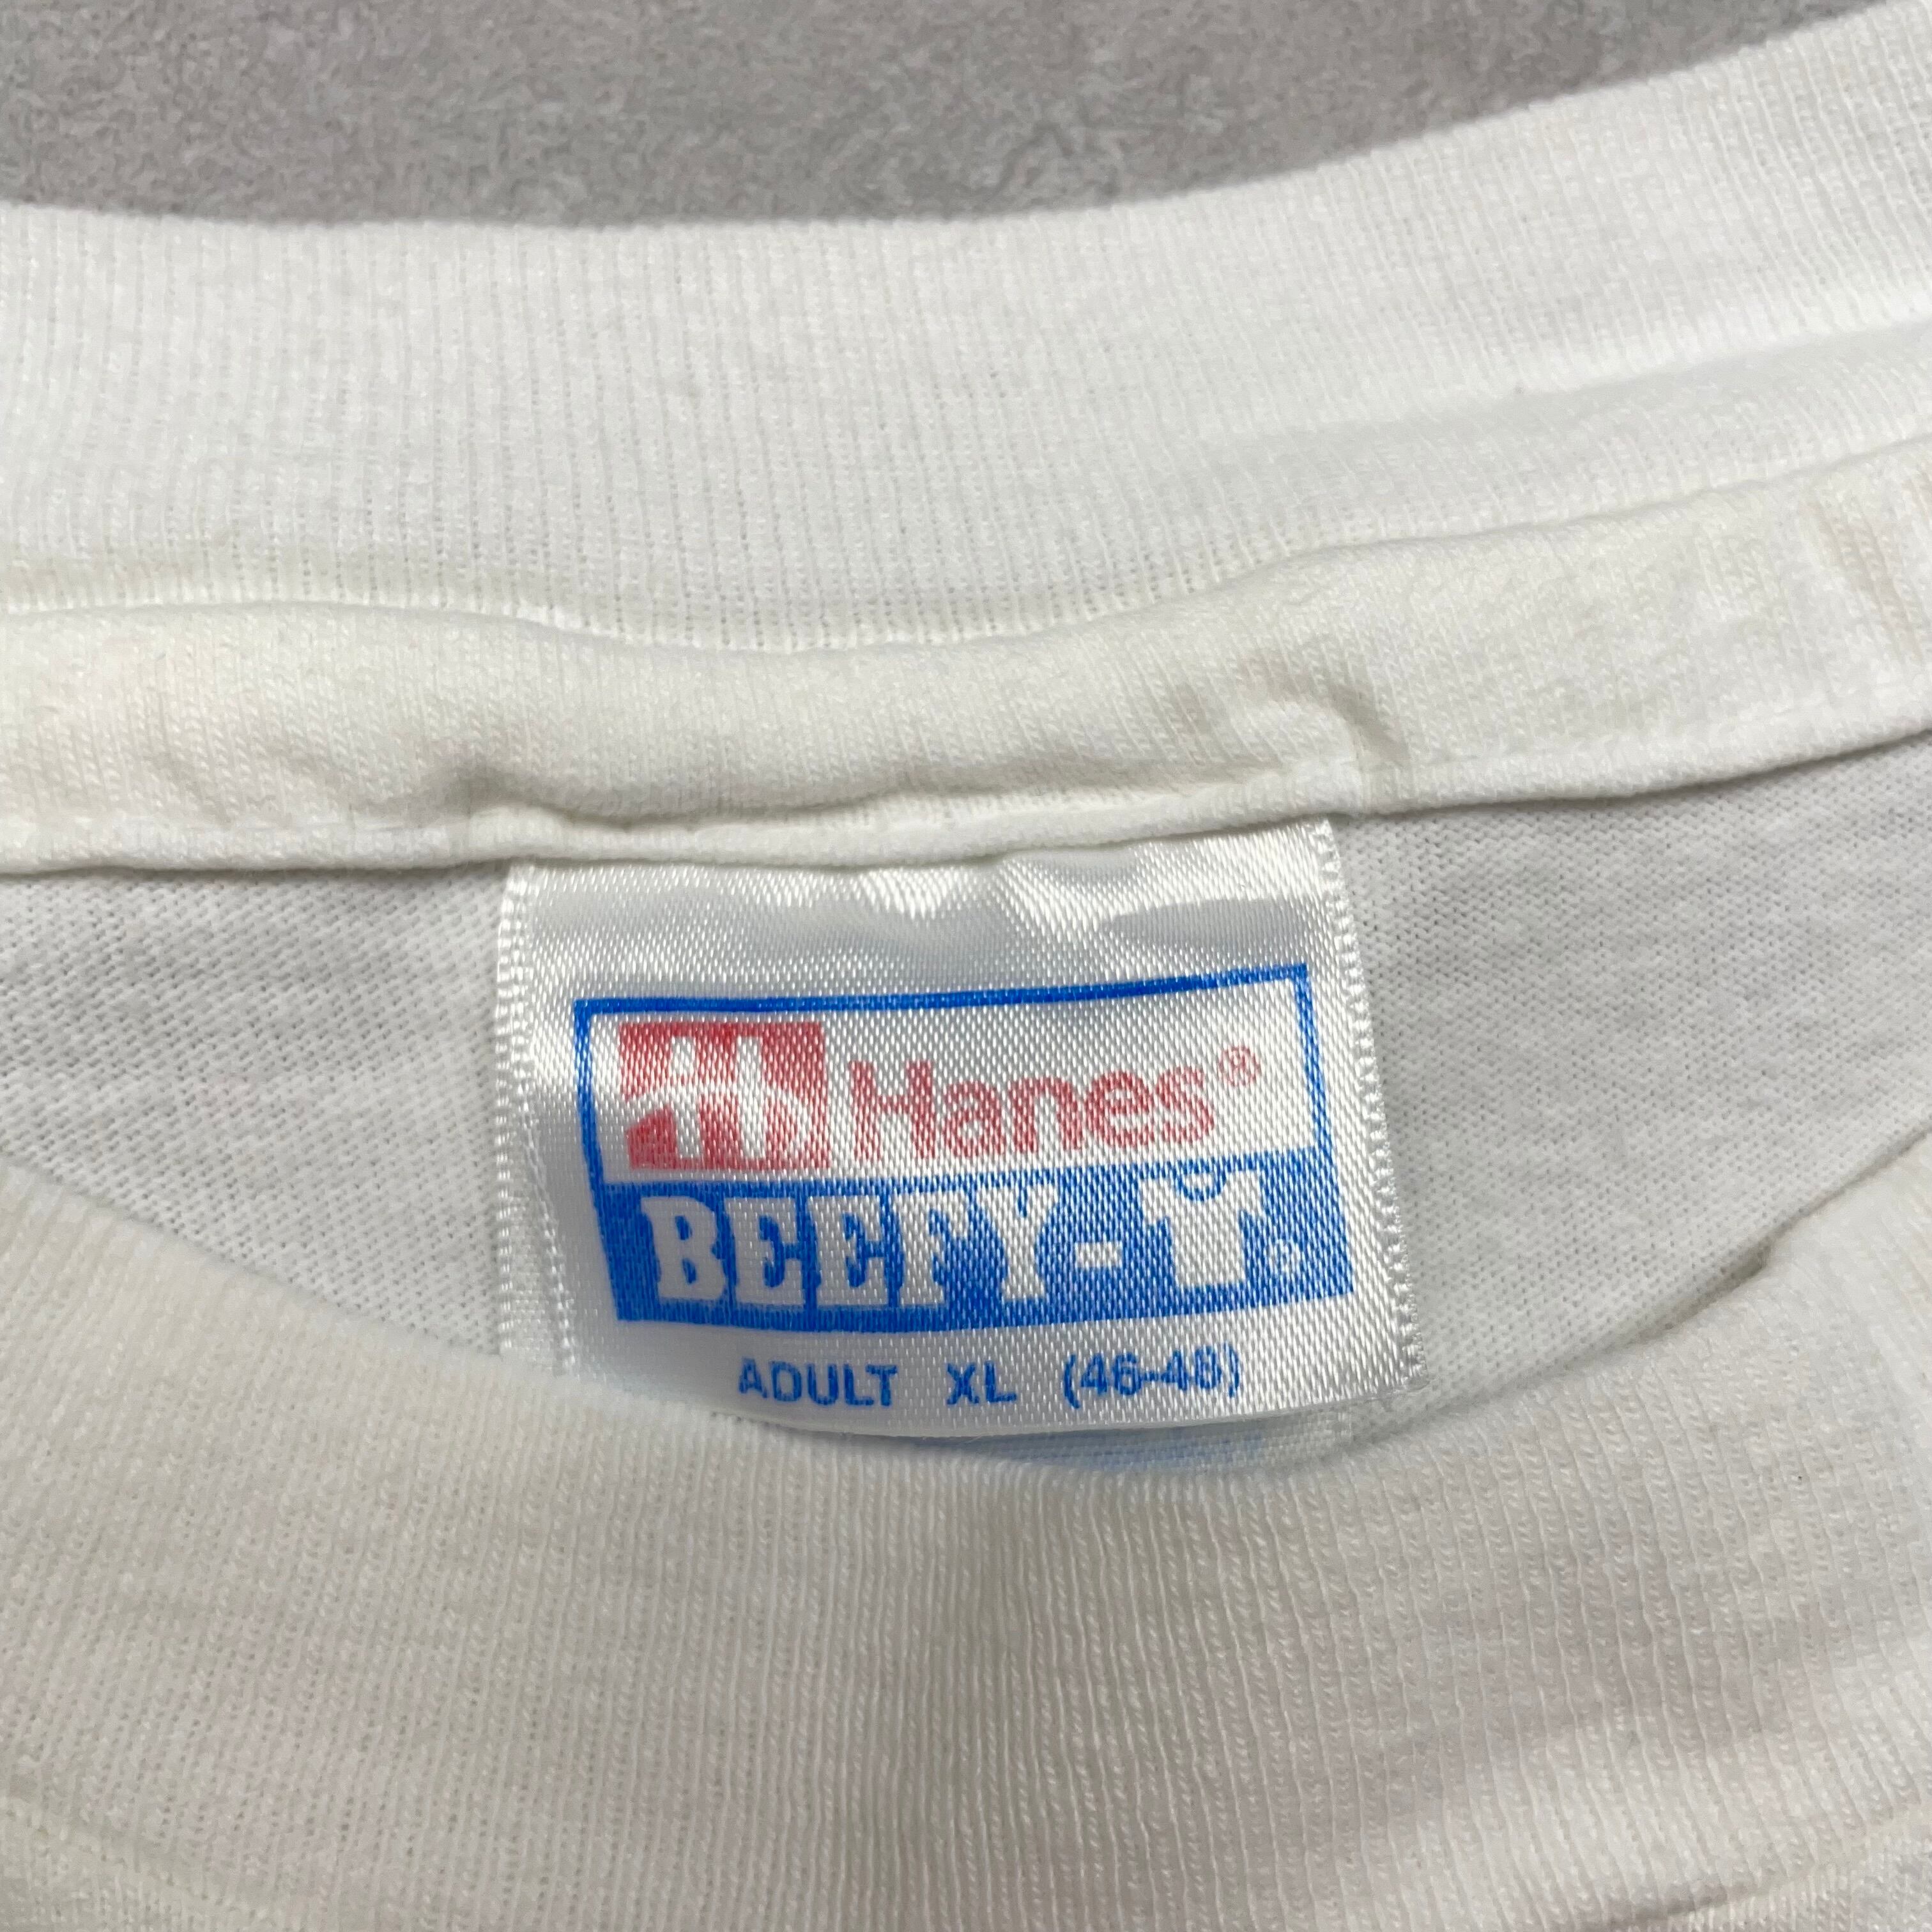 Hanes®
BEEFY-T®
ADULT XL (46-48)